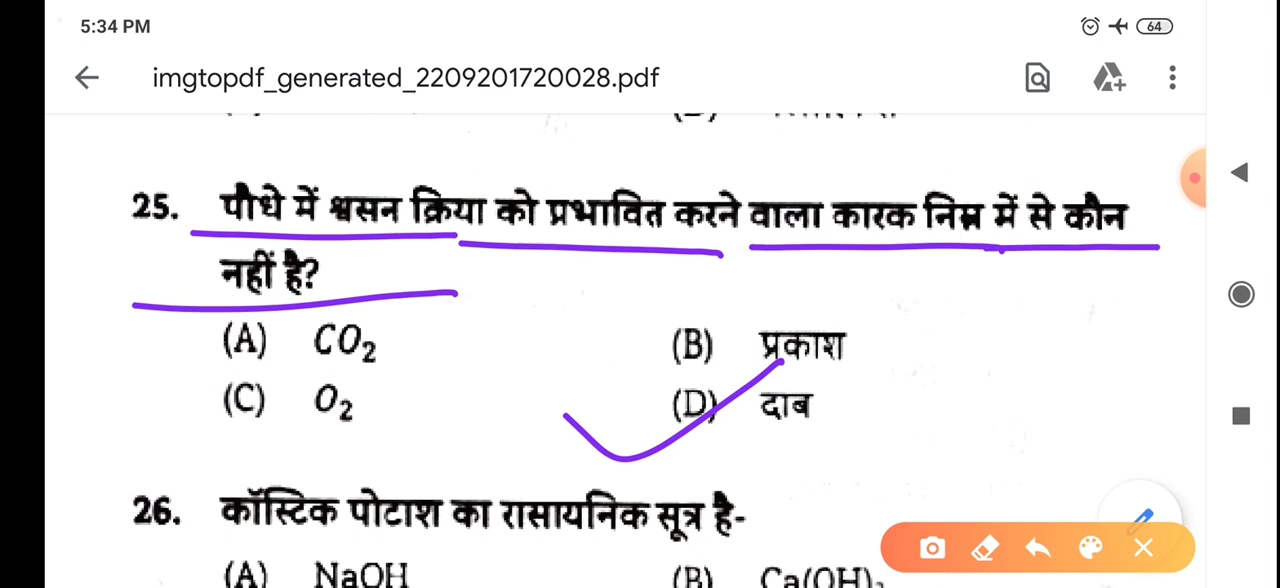 5:34 PM
64
imgtopdf_generated_2209201720028.pdf
25. पौधे में श्वसन क्रिया को प्रभावित करने वाला कारक निम्न में से कौन
नहीं है?
(A) CO₂ (B) प्रकाश
(C) O₂ (D) दाब
26. कॉस्टिक पोटाश का रासायनिक सूत्र है-
(A) NaOH (B) Ca(OH)₂